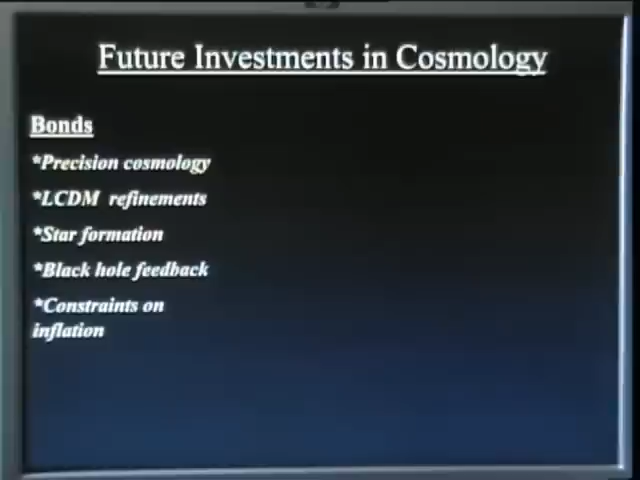 Future Investments in Cosmology
Bonds
*Precision cosmology
*LCDM refinements
*Star formation
*Black hole feedback
*Constraints on
inflation